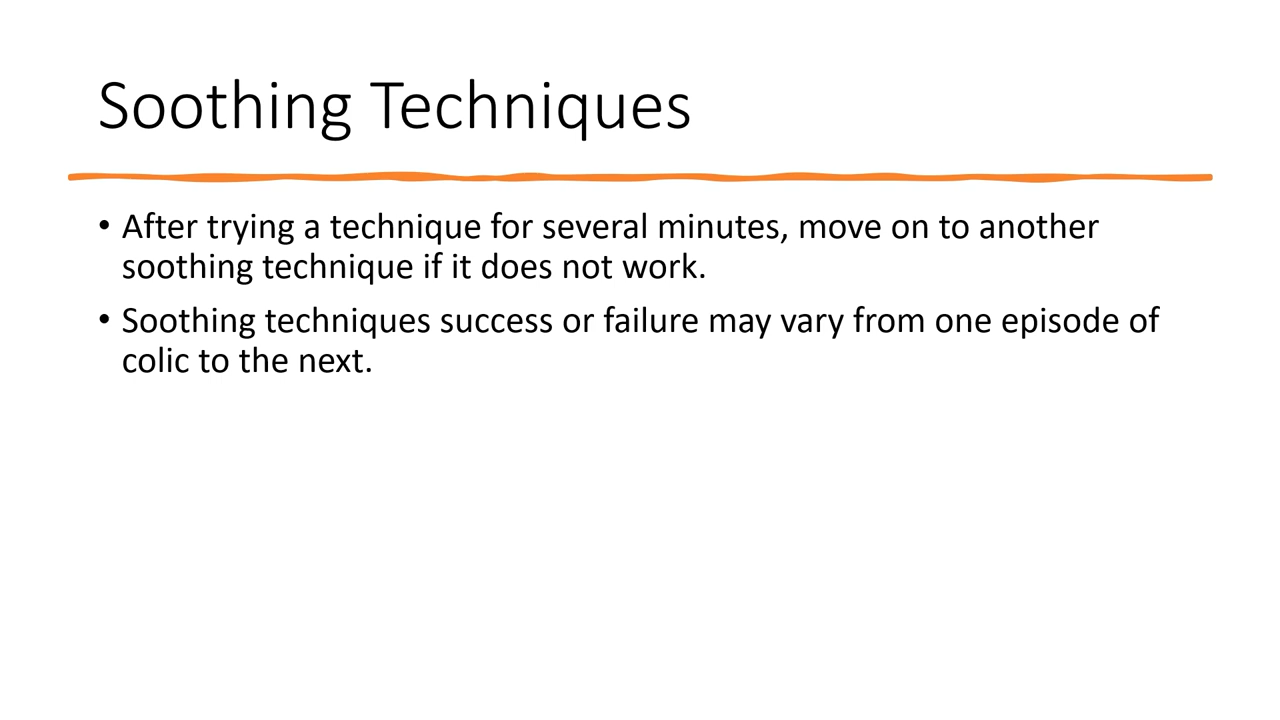 Soothing Techniques
• After trying a technique for several minutes, move on to another
soothing technique if it does not work.
• Soothing techniques success or failure may vary from one episode of
colic to the next.